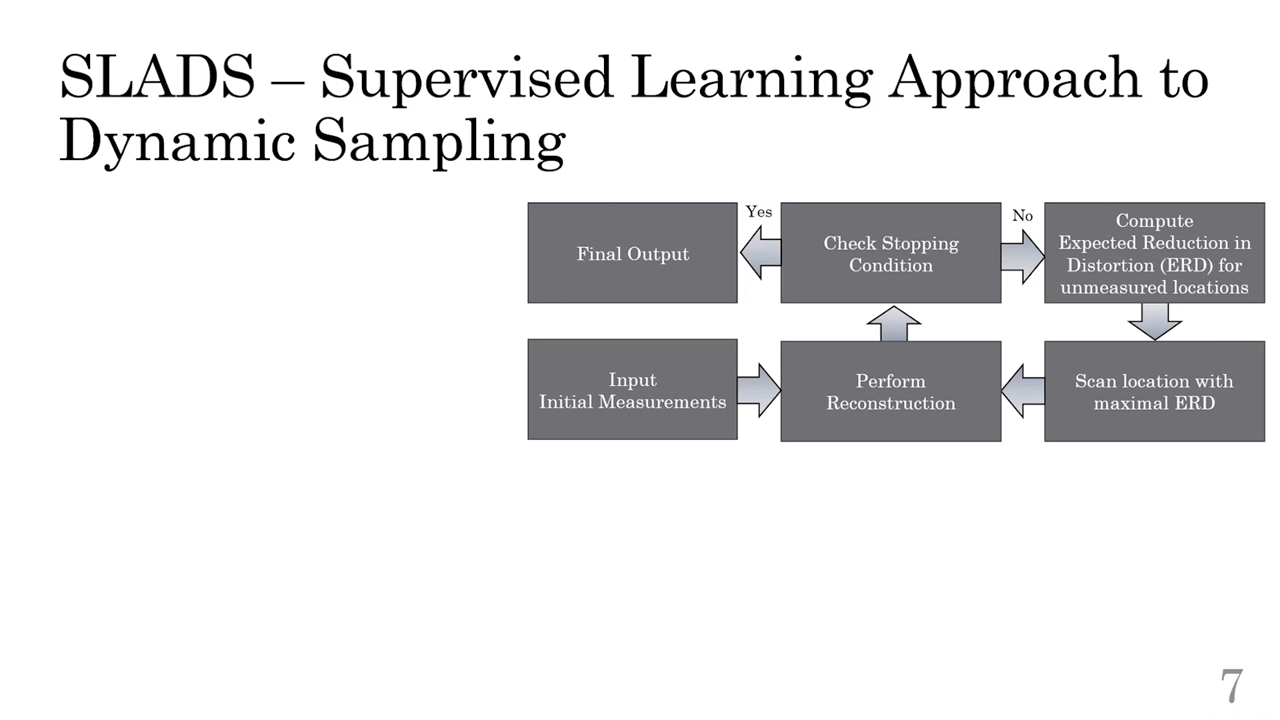 SLADS – Supervised Learning Approach to
Dynamic Sampling
Final Output
Yes
Check Stopping
Condition
No
Compute
Expected Reduction in
Distortion (ERD) for
unmeasured locations
Input
Initial Measurements
Perform
Reconstruction
Scan location with
maximal ERD
7